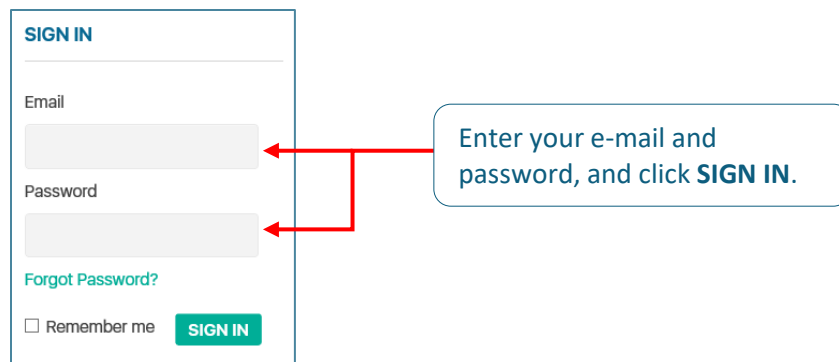 SIGN IN
Email
Enter your e-mail and
password, and click SIGN IN.
Password
Forgot Password?
Remember me
SIGN IN